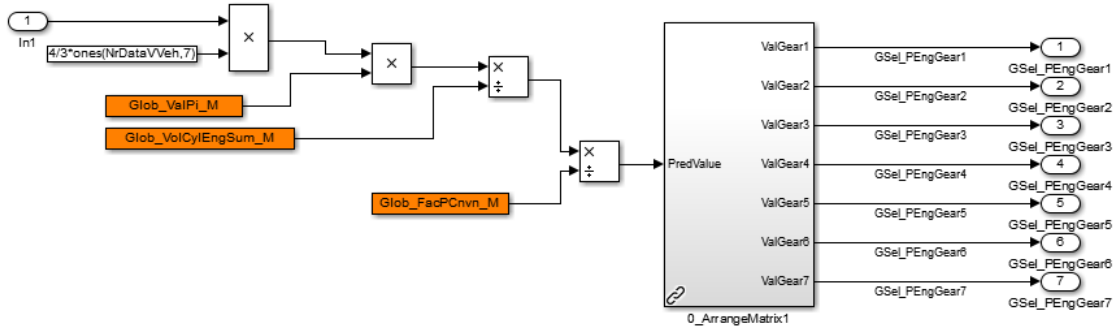 1
In1
4/3*ones(NrDataVVeh,7)
×
Glob_ValPi_M
×
Glob_VolCylEngSum_M
×
÷
Glob_FacPCnvn_M
×
÷
PredValue
ValGear1
ValGear2
ValGear3
ValGear4
ValGear5
ValGear6
ValGear7
0_ArrangeMatrix1
GSel_PEngGear1
1
GSel_PEngGear1
GSel_PEngGear2
2
GSel_PEngGear2
GSel_PEngGear3
3
GSel_PEngGear3
GSel_PEngGear4
4
GSel_PEngGear4
GSel_PEngGear5
5
GSel_PEngGear5
GSel_PEngGear6
6
GSel_PEngGear6
GSel_PEngGear7
7
GSel_PEngGear7